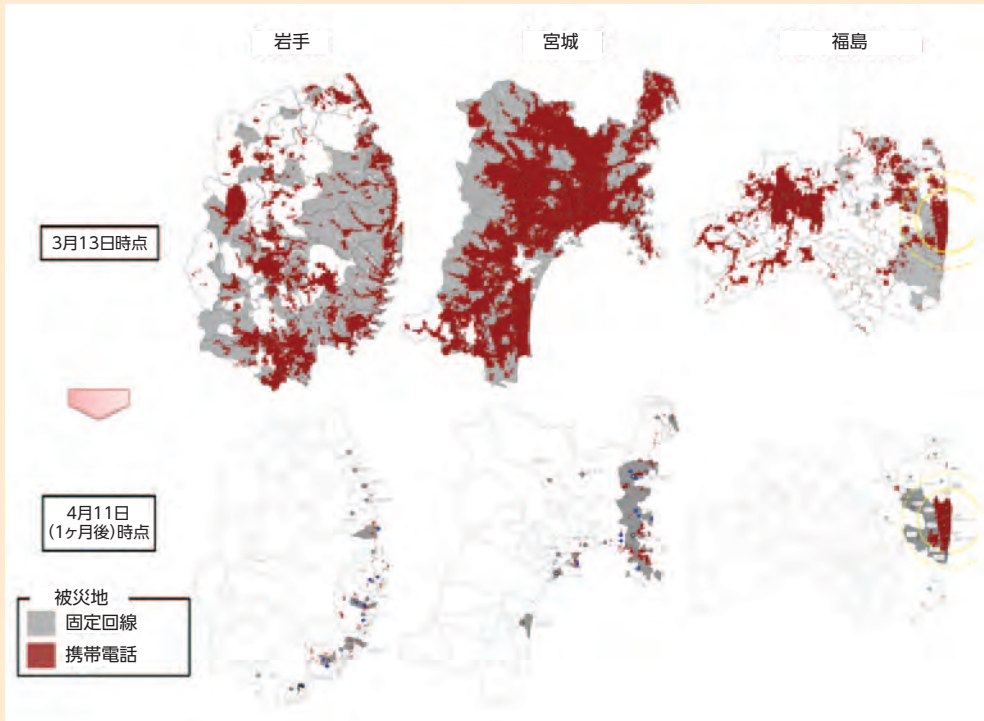 岩手
宮城
福島
3月13日時点
4月11日
(1ヶ月後)時点
被災地
固定回線
携帯電話